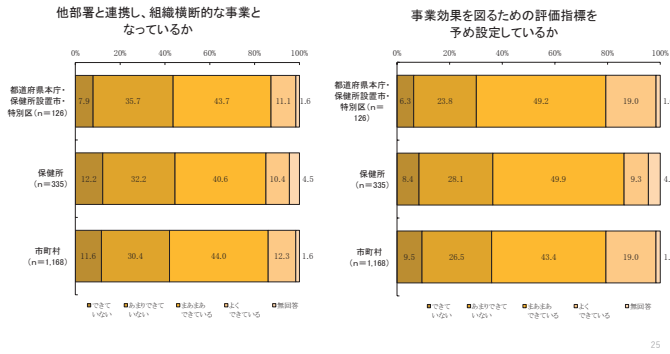 他部署と連携し、組織横断的な事業と
なっているか
0% 20% 40% 60% 80% 100%
都道府県本庁・
保健所設置市・
特別区（n＝126）
7.9 35.7 43.7 11.1 1.6
保健所
（n＝335）
12.2 32.2 40.6 10.4 4.5
市町村
（n＝1,168）
11.6 30.4 44.0 12.3 1.6
できて
いない
あまりできて
いない
まあまあ
できている
よく
できている
無回答
事業効果を図るための評価指標を
予め設定しているか
0% 20% 40% 60% 80% 100%
都道府県本庁・
保健所設置市・
特別区（n＝
126）
6.3 23.8 49.2 19.0 1.
保健所
（n＝335）
8.4 28.1 49.9 9.3 4.
市町村
（n＝1,168）
9.5 26.5 43.4 19.0 1.
できて
いない
あまりできて
いない
まあまあ
できている
よく
できている
無回答
25